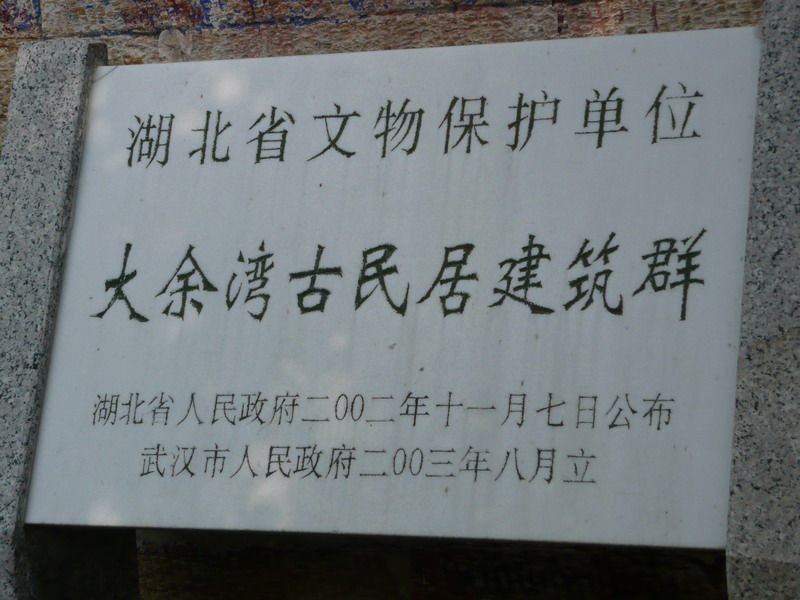 湖北省文物保护单位
大余湾古民居建筑群
湖北省人民政府二00二年十一月七日公布
武汉市人民政府二00三年八月立